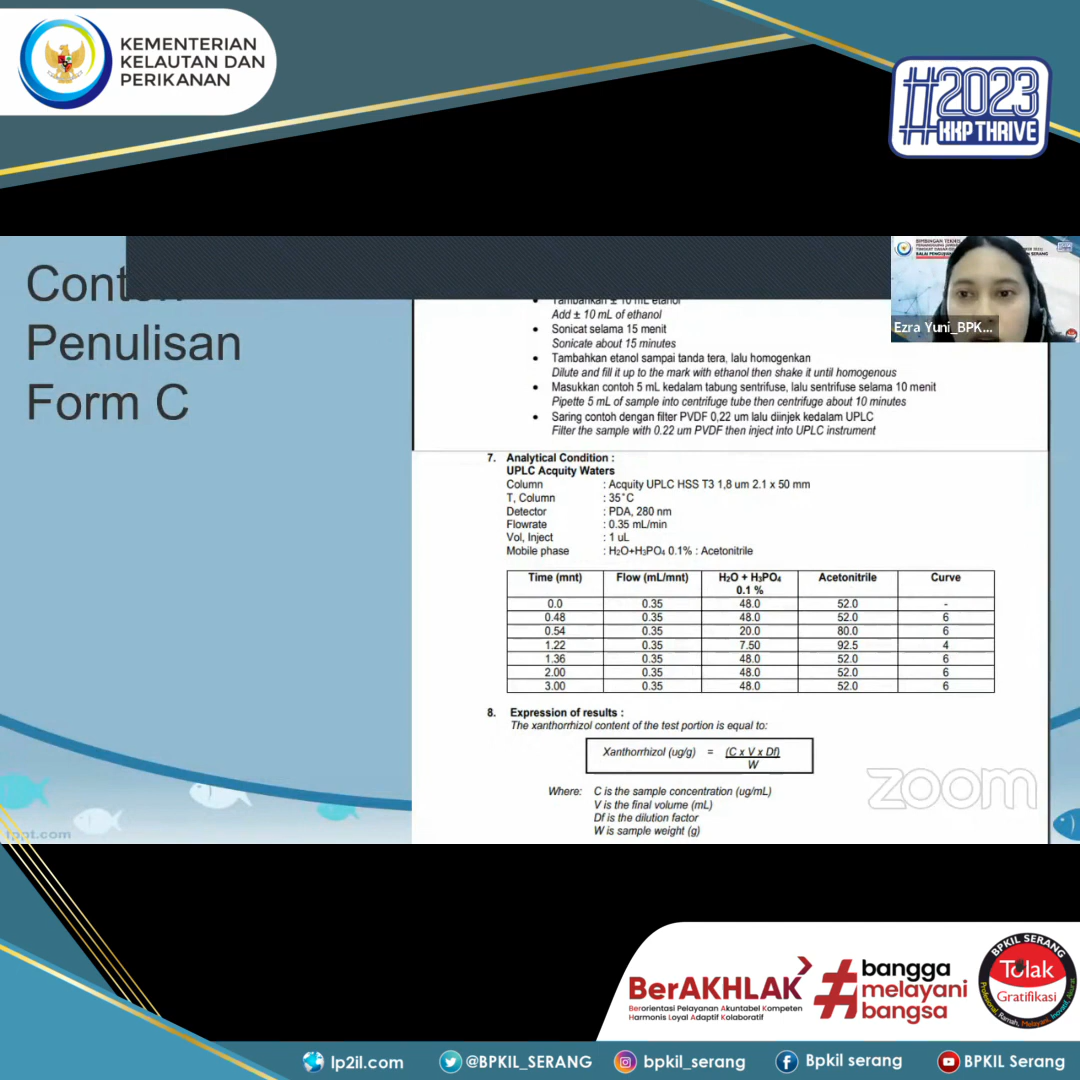 KEMENTERIAN
KELAUTAN DAN
PERIKANAN
#2023
KKP THRIVE
Contoh
Penulisan
Form C
Ezra Yuni_BPK...
• Tambahkan ± 10 mL etanol
Add ± 10 mL of ethanol
• Sonicat selama 15 menit
Sonicate about 15 minutes
• Tambahkan etanol sampai tanda tera, lalu homogenkan
Dilute and fill it up to the mark with ethanol then shake it until homogenous
• Masukkan contoh 5 mL kedalam tabung sentrifuse, lalu sentrifuse selama 10 menit
Pipette 5 mL of sample into centrifuge tube then centrifuge about 10 minutes
• Saring contoh dengan filter PVDF 0,22 um lalu diinjek kedalam UPLC
Filter the sample with 0.22 um PVDF then inject into UPLC instrument
7. Analytical Condition :
UPLC Acquity Waters
Column : Acquity UPLC HSS T3 1,8 um 2.1 x 50 mm
T, Column : 35˚C
Detector : PDA, 280 nm
Flowrate : 0.35 mL/min
Vol, Inject : 1 uL
Mobile phase : H₂O+H₃PO₄ 0.1% : Acetonitrile
Time (mnt) Flow (mL/mnt) H₂O + H₃PO₄ 0.1 % Acetonitrile Curve
0.0 0.35 48.0 52.0 -
0.48 0.35 48.0 52.0 6
0.54 0.35 20.0 80.0 6
1.22 0.35 7.50 92.5 4
1.36 0.35 48.0 52.0 6
2.00 0.35 48.0 52.0 6
3.00 0.35 48.0 52.0 6
8. Expression of results :
The xanthorrhizol content of the test portion is equal to:
Xanthorrhizol (ug/g) = (C x V x Df)
W
Where: C is the sample concentration (ug/mL)
V is the final volume (mL)
Df is the dilution factor
W is sample weight (g)
zoom
fppt.com
BerAKHLAK
Berorientasi Pelayanan Akuntabel Kompeten
Harmonis Loyal Adaptif Kolaboratif
#bangga
melayani
bangsa
BPKIL SERANG
Tolak
Gratifikasi
Profesional, Ramah, Melayani, Inovatif, Akurat
lp2il.com
@BPKIL_SERANG
bpkil_serang
Bpkil serang
BPKIL Serang